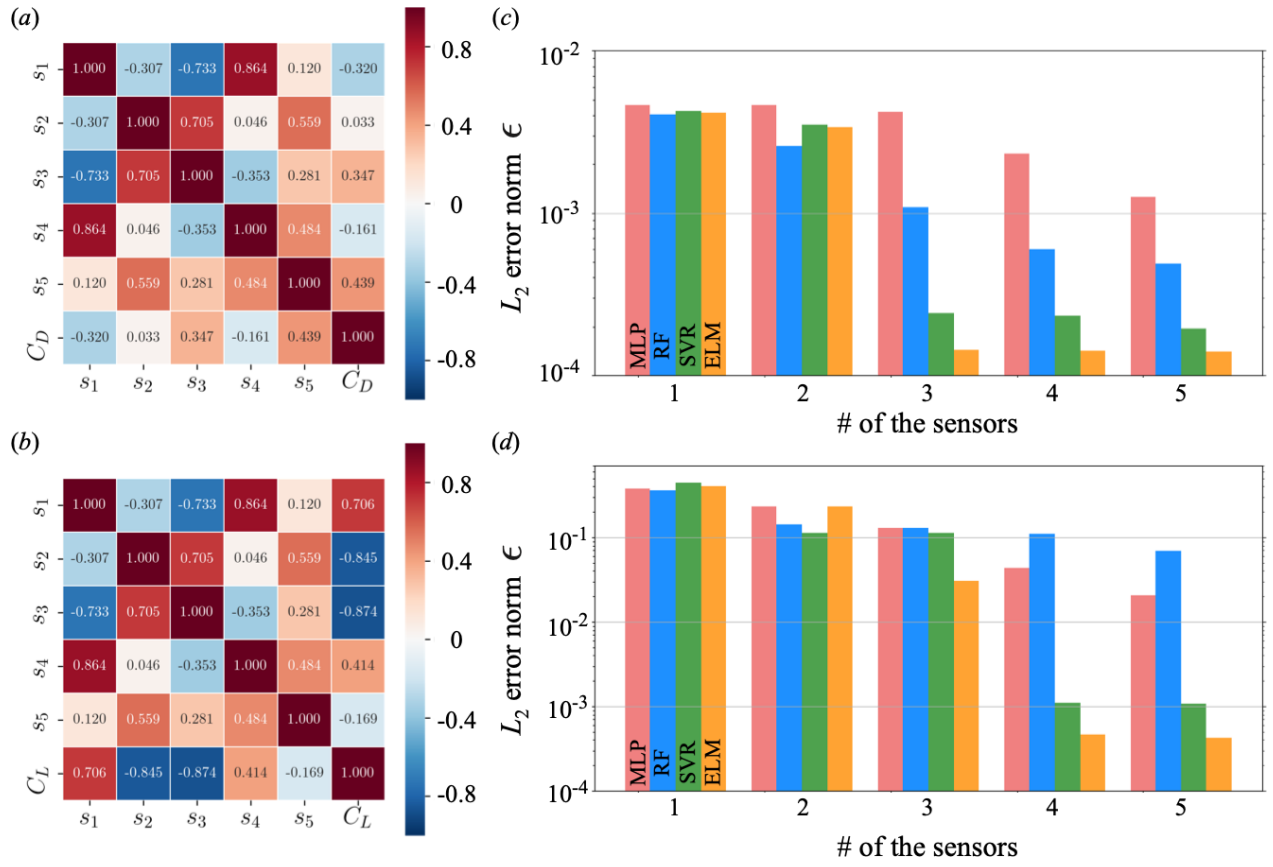 (a)
s1 1.000 -0.307 -0.733 0.864 0.120 -0.320
s2 -0.307 1.000 0.705 0.046 0.559 0.033
s3 -0.733 0.705 1.000 -0.353 0.281 0.347
s4 0.864 0.046 -0.353 1.000 0.484 -0.161
s5 0.120 0.559 0.281 0.484 1.000 0.439
CD -0.320 0.033 0.347 -0.161 0.439 1.000
s1 s2 s3 s4 s5 CD
0.8
0.4
0
-0.4
-0.8
(c)
L2 error norm ϵ
10-2
10-3
10-4
MLP
RF
SVR
ELM
1 2 3 4 5
# of the sensors
(b)
s1 1.000 -0.307 -0.733 0.864 0.120 0.706
s2 -0.307 1.000 0.705 0.046 0.559 -0.845
s3 -0.733 0.705 1.000 -0.353 0.281 -0.874
s4 0.864 0.046 -0.353 1.000 0.484 0.414
s5 0.120 0.559 0.281 0.484 1.000 -0.169
CL 0.706 -0.845 -0.874 0.414 -0.169 1.000
s1 s2 s3 s4 s5 CL
0.8
0.4
0
-0.4
-0.8
(d)
L2 error norm ϵ
10-1
10-2
10-3
10-4
MLP
RF
SVR
ELM
1 2 3 4 5
# of the sensors